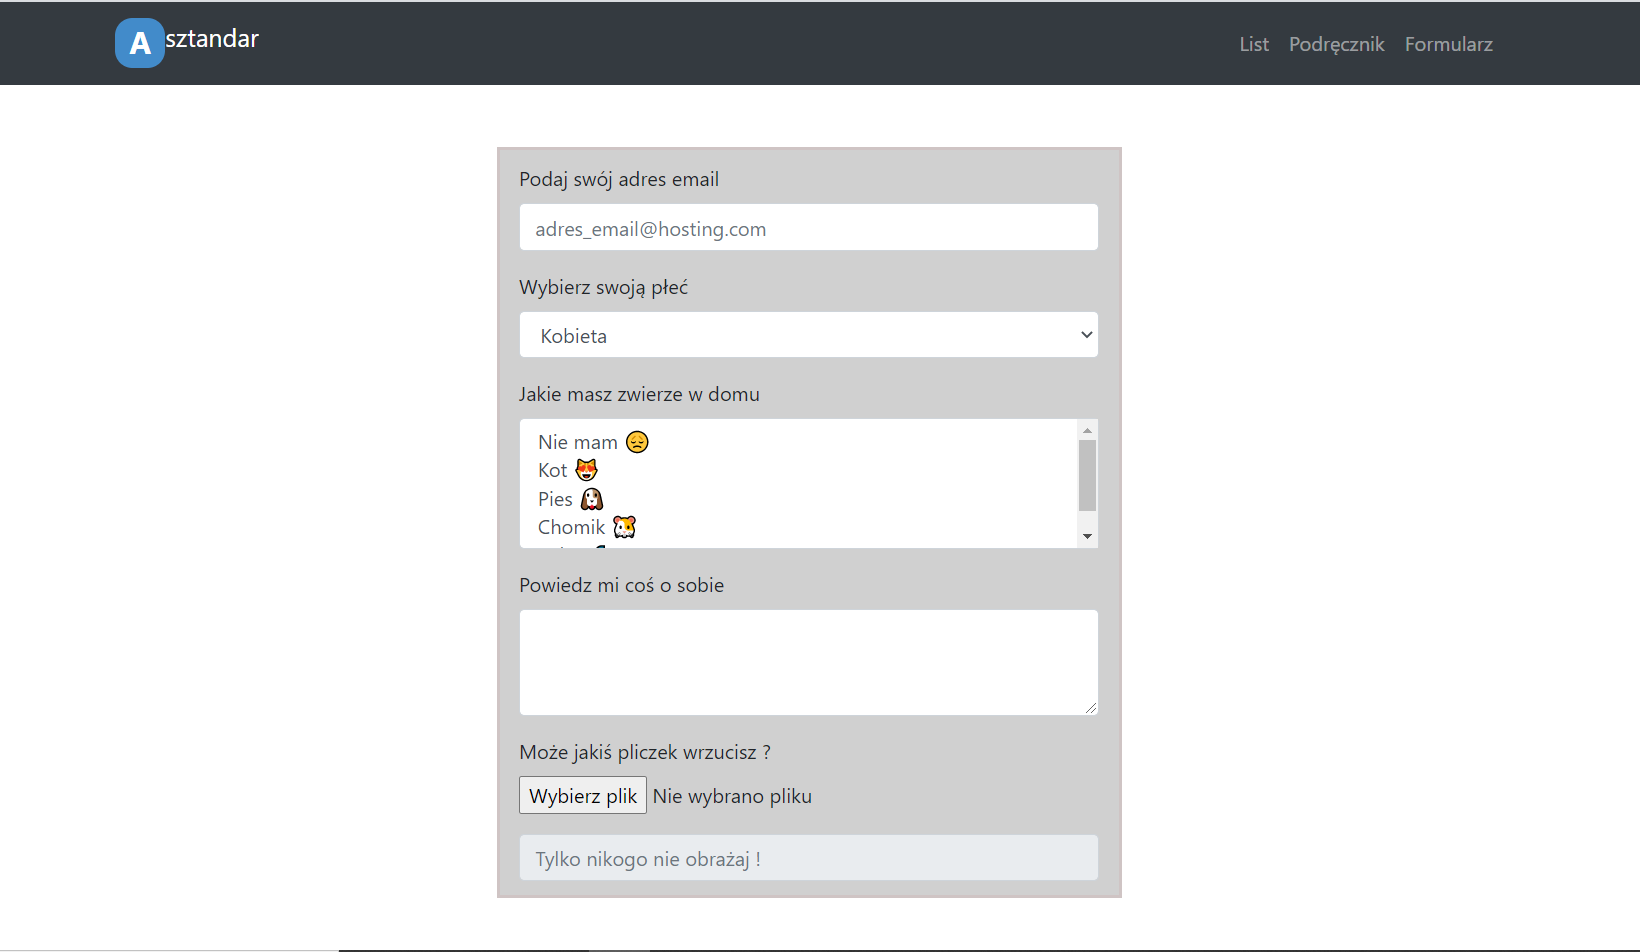 Asztandar
List Podręcznik Formularz
Podaj swój adres email
adres_email@hosting.com
Wybierz swoją płeć
Kobieta
Jakie masz zwierze w domu
Nie mam 😔
Kot 😻
Pies 🐶
Chomik 🐹
Powiedz mi coś o sobie
Może jakiś pliczek wrzucisz ?
Wybierz plik Nie wybrano pliku
Tylko nikogo nie obrażaj !